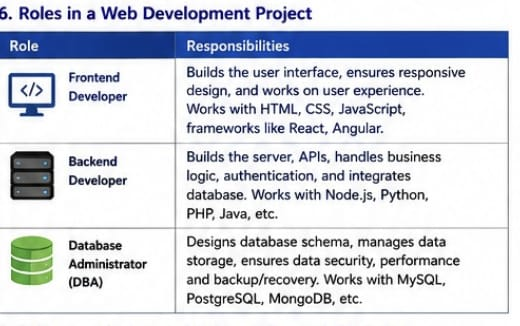 6. Roles in a Web Development Project
Role
Responsibilities
</>
Frontend
Developer
Builds the user interface, ensures responsive
design, and works on user experience.
Works with HTML, CSS, JavaScript,
frameworks like React, Angular.
Backend
Developer
Builds the server, APIs, handles business
logic, authentication, and integrates
database. Works with Node.js, Python,
PHP, Java, etc.
Database
Administrator
(DBA)
Designs database schema, manages data
storage, ensures data security, performance
and backup/recovery. Works with MySQL,
PostgreSQL, MongoDB, etc.